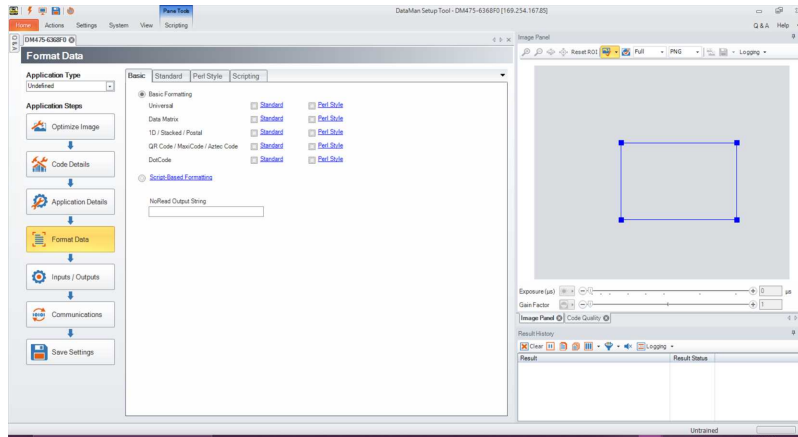 Parse Tools
DataMan Setup Tool - DM475-6368F0 [169.254.167.85]
Home Actions Settings System View Scripting Q & A Help
DM475-6368F0
Image Panel
Format Data
Reset ROI Full PNG Logging
Application Type
Undefined
Basic Standard Perl Style Scripting
Basic Formatting
Universal Standard Perl Style
Application Steps
Data Matrix Standard Perl Style
Optimize Image
1D / Stacked / Postal Standard Perl Style
QR Code / MaxiCode / Aztec Code Standard Perl Style
Code Details
DotCode Standard Perl Style
Script-Based Formatting
Application Details
NoRead Output String
Format Data
Inputs / Outputs
Exposure (µs) 0 µs
Gain Factor 1
Communications
Image Panel Code Quality
Result History
Save Settings
Clear Logging
Result Result Status
Untrained